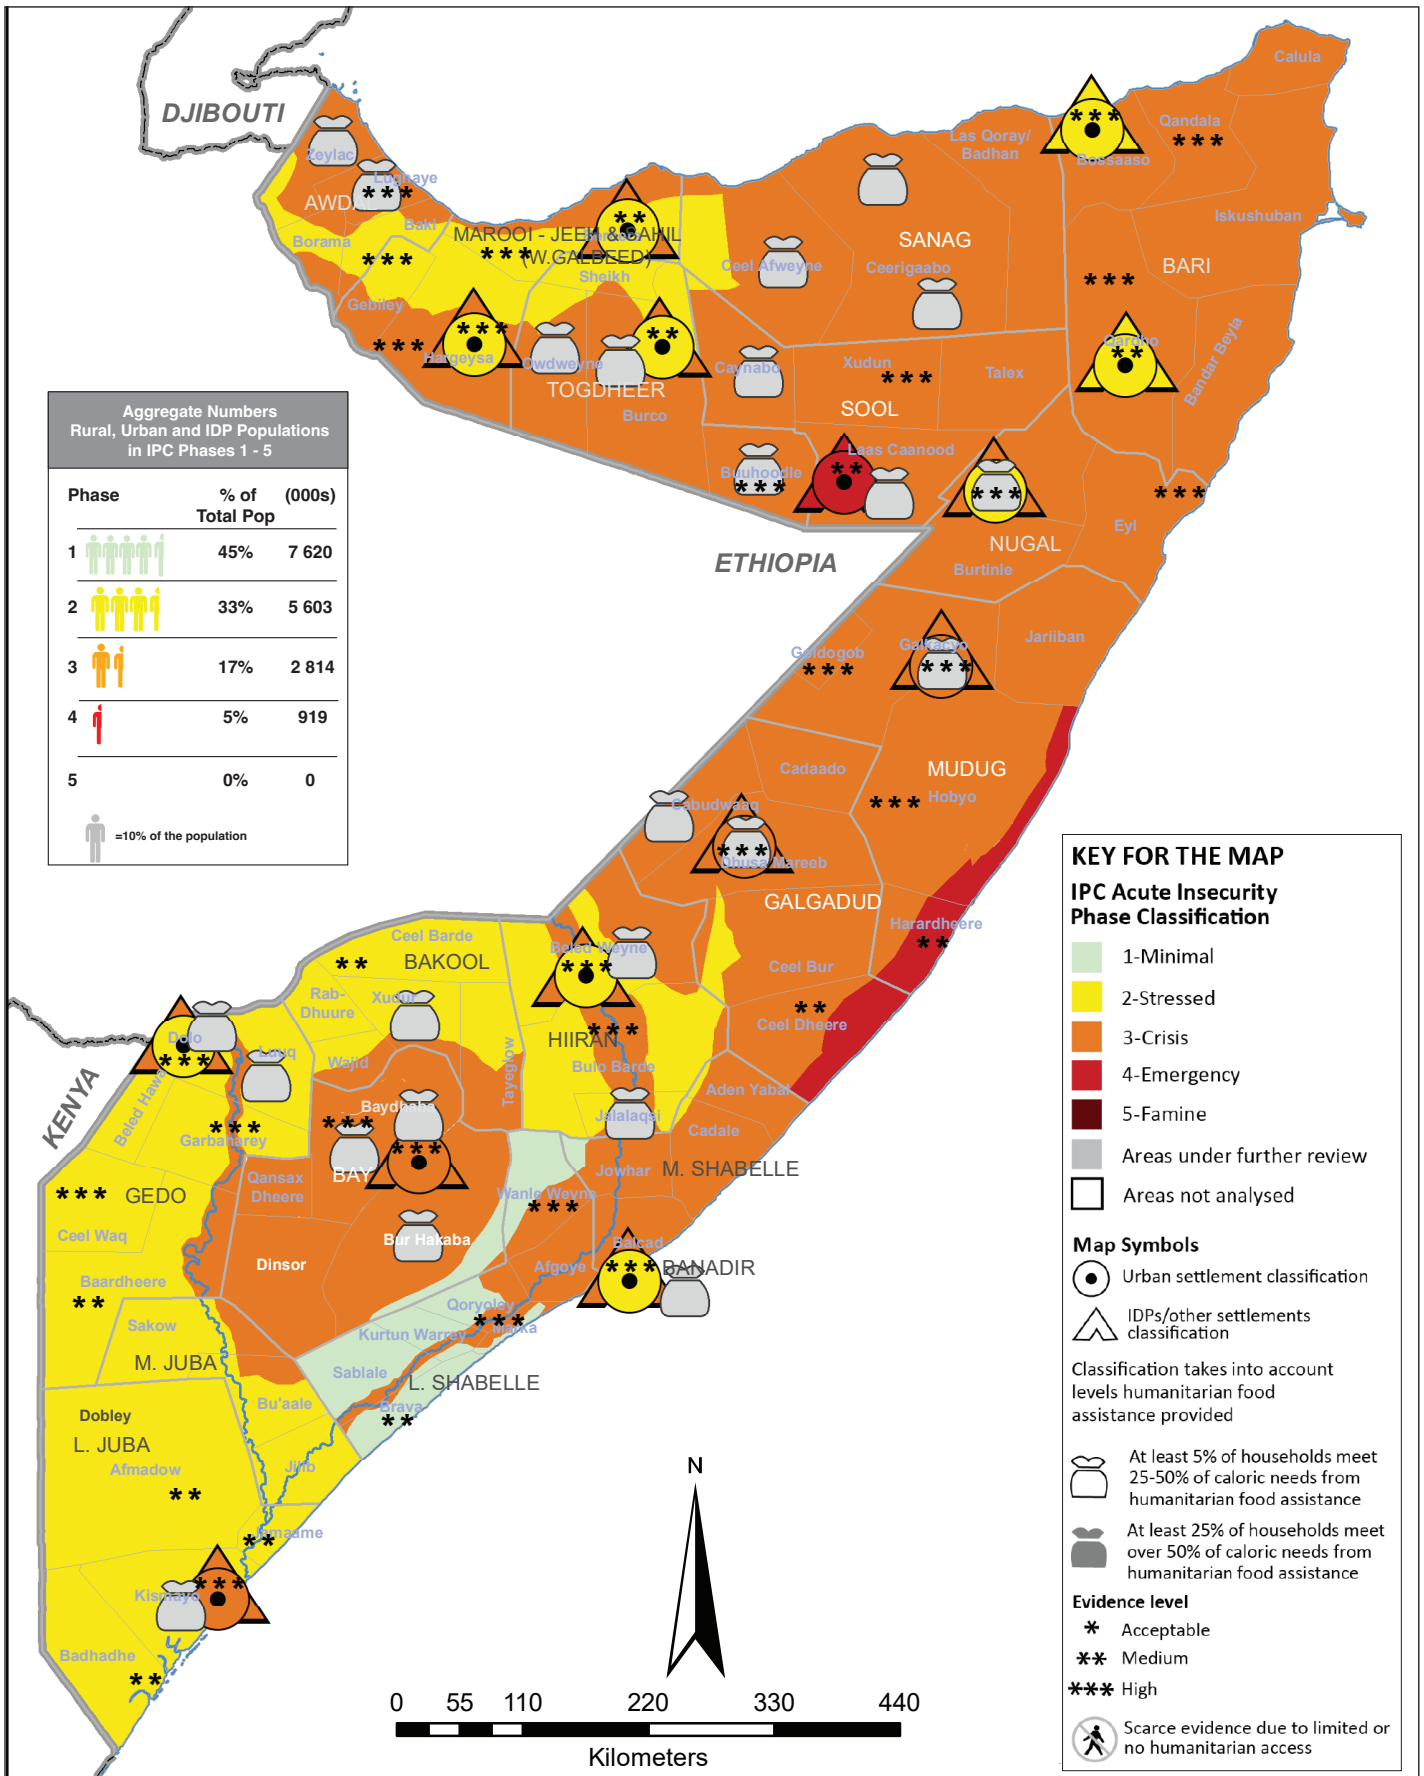 DJIBOUTI
Calula
Qandala
***
***
Bossaaso
Las Qoray/
Badhan
Iskushuban
BARI
***
Zeylac
Lughaye
***
AWDAL
Baki
Borama
***
MAROOI - JEEH & SAHIL
(W.GALBEED)
***
**
Berbera
Sheikh
SANAG
Ceel Afweyne
Ceerigaabo
Gebiley
***
***
Hargeysa
Owdweyne
**
TOGDHEER
Burco
Caynabo
Xudun
***
Talex
SOOL
Qardho
**
Bandar Beyla
Laas Caanood
**
Buuhoodle
***
***
***
Eyl
NUGAL
Burtinle
ETHIOPIA
Aggregate Numbers
Rural, Urban and IDP Populations
in IPC Phases 1 - 5
Phase % of (000s)
Total Pop
1 45% 7 620
2 33% 5 603
3 17% 2 814
4 5% 919
5 0% 0
=10% of the population
Goldogob
***
Galkacyo
***
Jariiban
Cadaado
MUDUG
***
Hobyo
Cabudwaaq
***
Dhusa Mareeb
GALGADUD
Harardheere
**
Ceel Bur
**
Ceel Dheere
Ceel Barde
**
BAKOOL
Beled Weyne
***
Rab-
Dhuure
Xudur
***
HIIRAN
Wajid
Tayeglow
Bulo Barde
Aden Yabal
Jalalaqsi
Cadale
Dolo
***
Luuq
KENYA
Beled Hawa
***
Garbaharey
Baydhaba
***
***
BAY
Qansax
Dheere
Jowhar
M. SHABELLE
***
GEDO
Wanle Weyne
***
Ceel Waq
Bur Hakaba
Balcad
***
BANADIR
Dinsor
Afgoye
Baardheere
**
Sakow
Qoryoley
***
Marka
Kurtun Warrey
M. JUBA
Sablale
L. SHABELLE
Bu'aale
Brava
**
Dobley
L. JUBA
Afmadow
**
Jilib
Jamaame
**
***
Kismayo
Badhadhe
**
N
0 55 110 220 330 440
Kilometers
KEY FOR THE MAP
IPC Acute Insecurity
Phase Classification
1-Minimal
2-Stressed
3-Crisis
4-Emergency
5-Famine
Areas under further review
Areas not analysed
Map Symbols
Urban settlement classification
IDPs/other settlements
classification
Classification takes into account
levels humanitarian food
assistance provided
At least 5% of households meet
25-50% of caloric needs from
humanitarian food assistance
At least 25% of households meet
over 50% of caloric needs from
humanitarian food assistance
Evidence level
* Acceptable
** Medium
*** High
Scarce evidence due to limited or
no humanitarian access